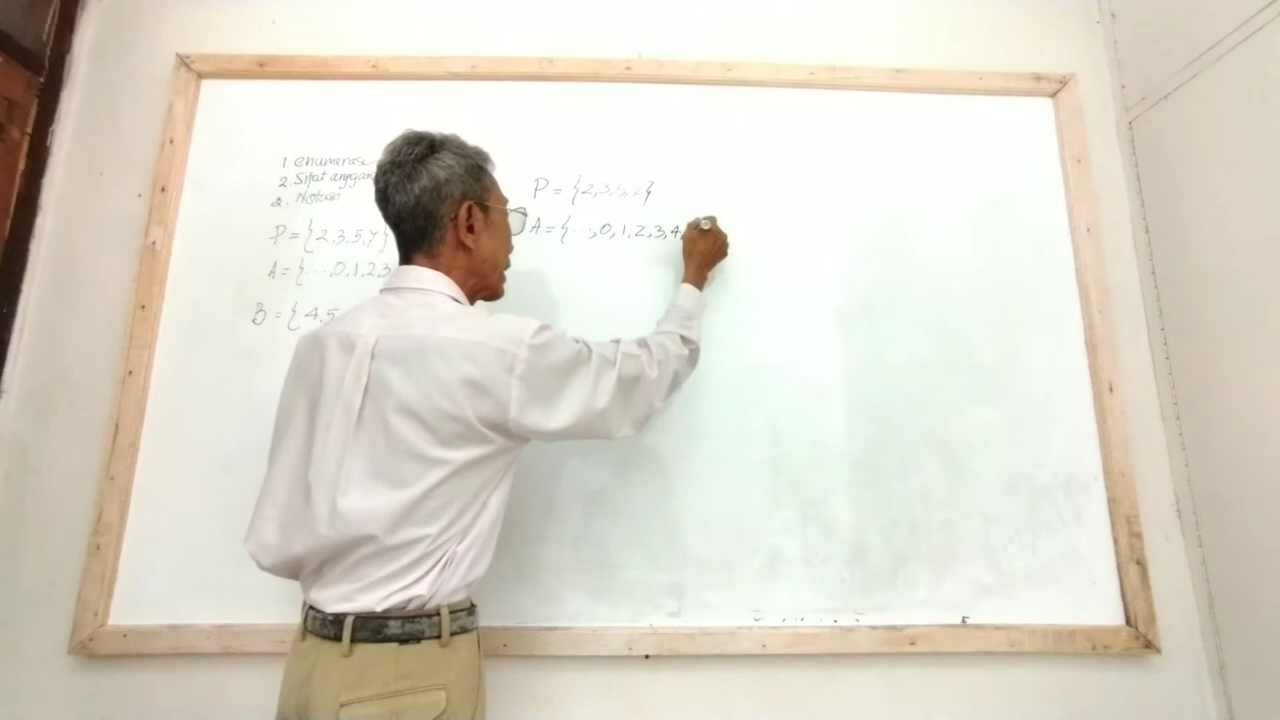 1. enumerasi
2. Sifat anggo
2. Notasi
P = {2,3,5,7}
A = {...,0,1,2,3
B = {4,5
P = {2,3,5,7}
A = {...,0,1,2,3,4,